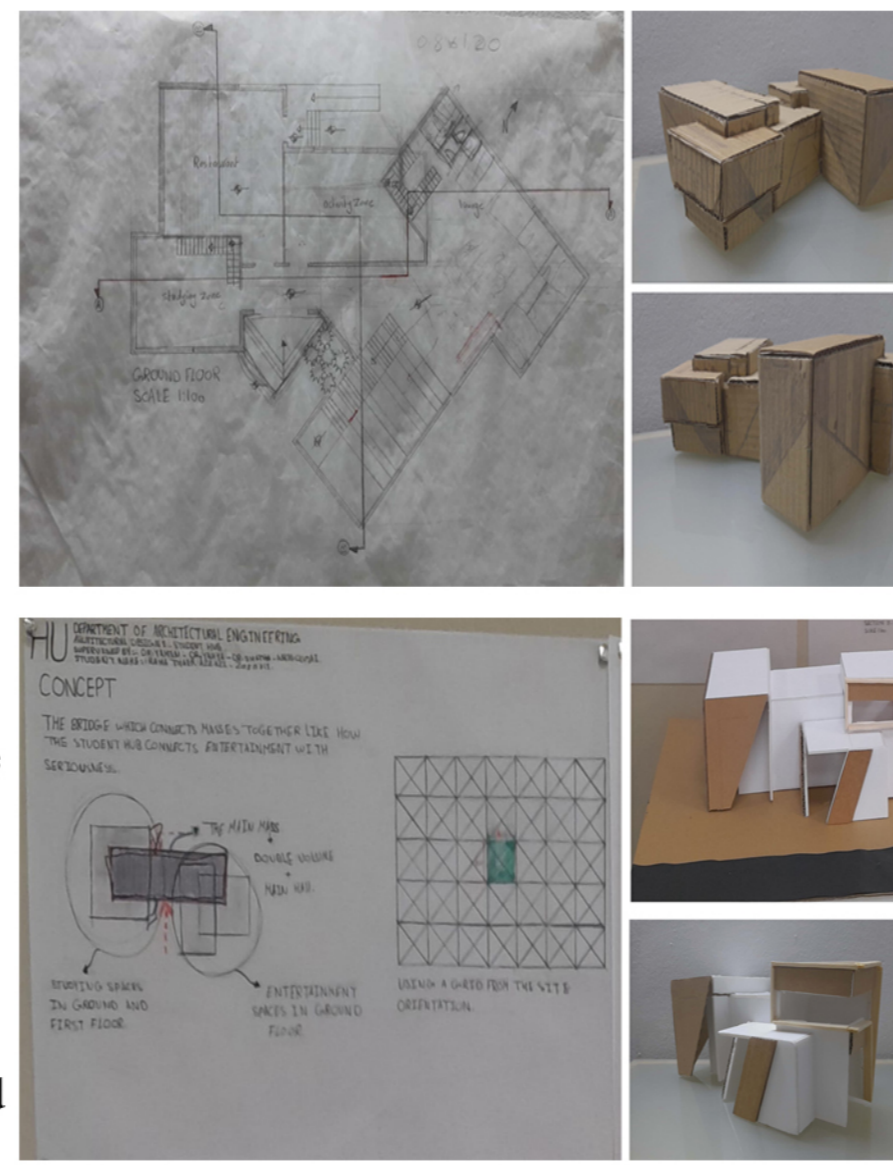 Restaurant
activity zone
lounge
studying zone
GROUND FLOOR
SCALE 1:100
HU DEPARTMENT OF ARCHITECTURAL ENGINEERING
CONCEPT
THE BRIDGE WHICH CONNECTS MASSES TOGETHER LIKE HOW
THE STUDENT HUB CONNECTS ENTERTAINMENT WITH
SERIOUSNESS.
THE MAIN MASS
+
DOUBLE VOLUME
+
MAIN HALL.
STUDYING SPACES
IN GROUND AND
FIRST FLOOR.
ENTERTAINMENT
SPACES IN GROUND
FLOOR.
USING A GRID FROM THE SITE
ORIENTATION.